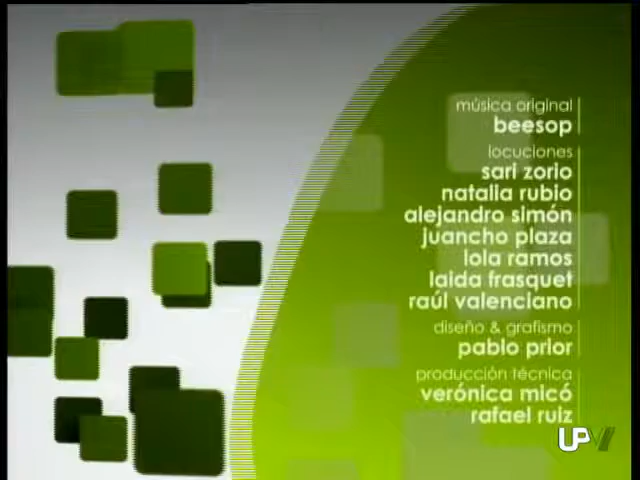 música original
beesop
locuciones
sari zorio
natalia rubio
alejandro simón
juancho plaza
lola ramos
laida frasquet
raúl valenciano
diseño & grafismo
pablo prior
producción técnica
verónica micó
rafael ruiz
UPV